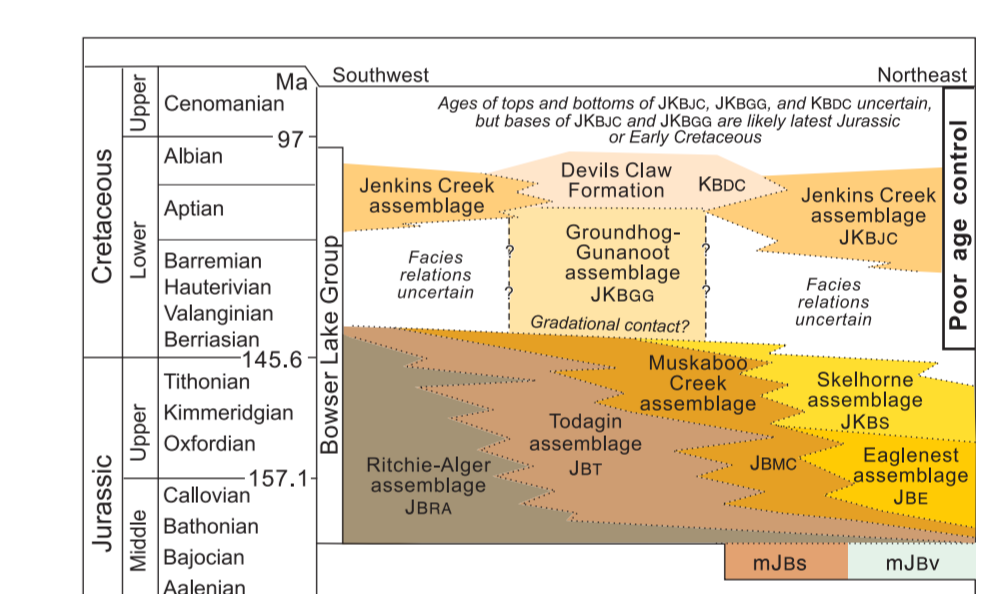 Ma
Southwest
Northeast
Ages of tops and bottoms of JKBJC, JKBGG, and KBDC uncertain,
but bases of JKBJC and JKBGG are likely latest Jurassic
or Early Cretaceous
Cretaceous
Upper
Cenomanian
97
Lower
Albian
Aptian
Barremian
Hauterivian
Valanginian
Berriasian
145.6
Jurassic
Upper
Tithonian
Kimmeridgian
Oxfordian
157.1
Middle
Callovian
Bathonian
Bajocian
Aalenian
Bowser Lake Group
Poor age control
Jenkins Creek
assemblage
Devils Claw
Formation
KBDC
Jenkins Creek
assemblage
JKBJC
Facies
relations
uncertain
?
?
Groundhog-
Gunanoot
assemblage
JKBGG
Gradational contact?
?
?
Facies
relations
uncertain
Muskaboo
Creek
assemblage
Skelhorne
assemblage
JKBS
Todagin
assemblage
JBT
JBMC
Eaglenest
assemblage
JBE
Ritchie-Alger
assemblage
JBRA
mJBs
mJBv